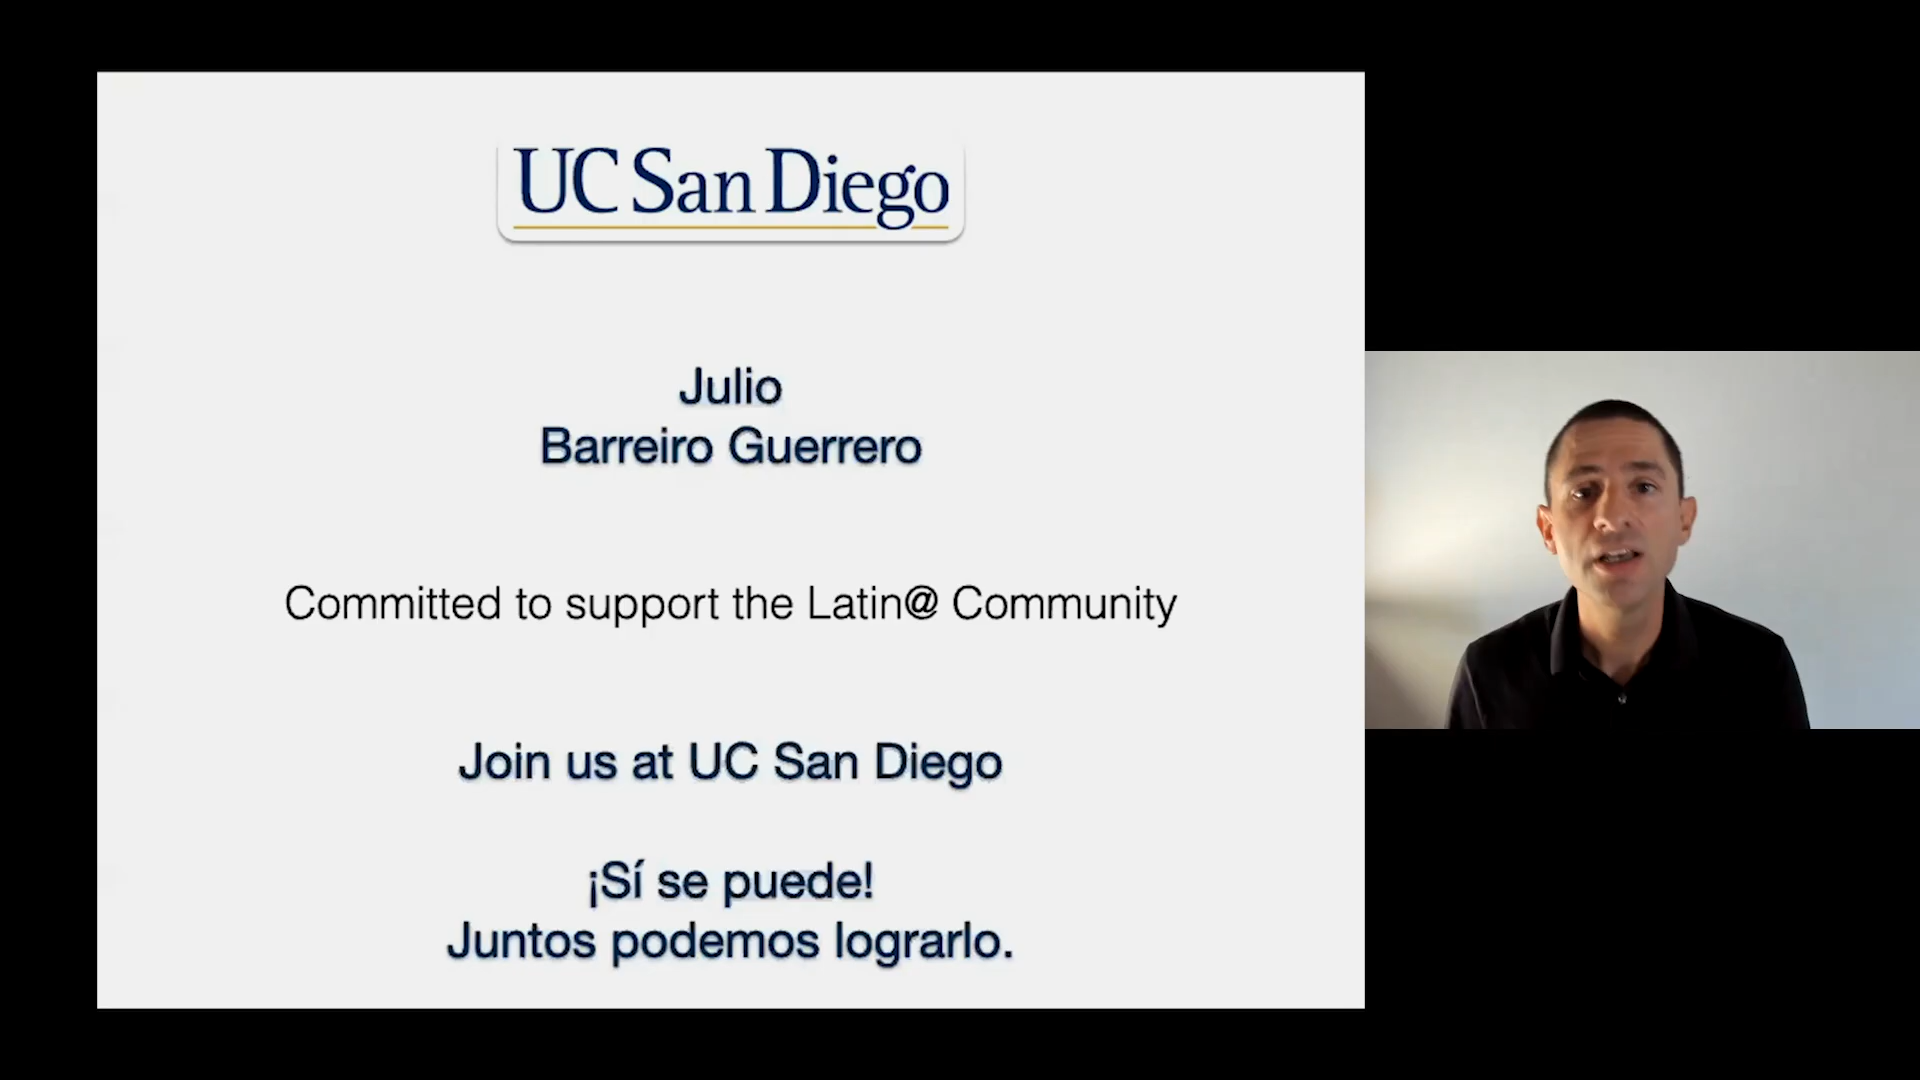 UC San Diego
Julio
Barreiro Guerrero
Committed to support the Latin@ Community
Join us at UC San Diego
¡Sí se puede!
Juntos podemos lograrlo.